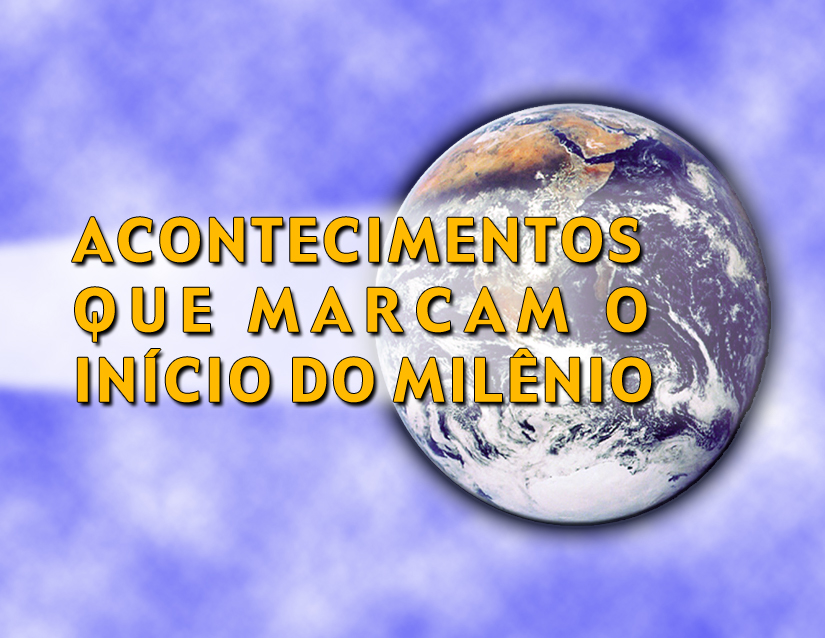 ACONTECIMENTOS
QUE MARCAM O
INÍCIO DO MILÊNIO